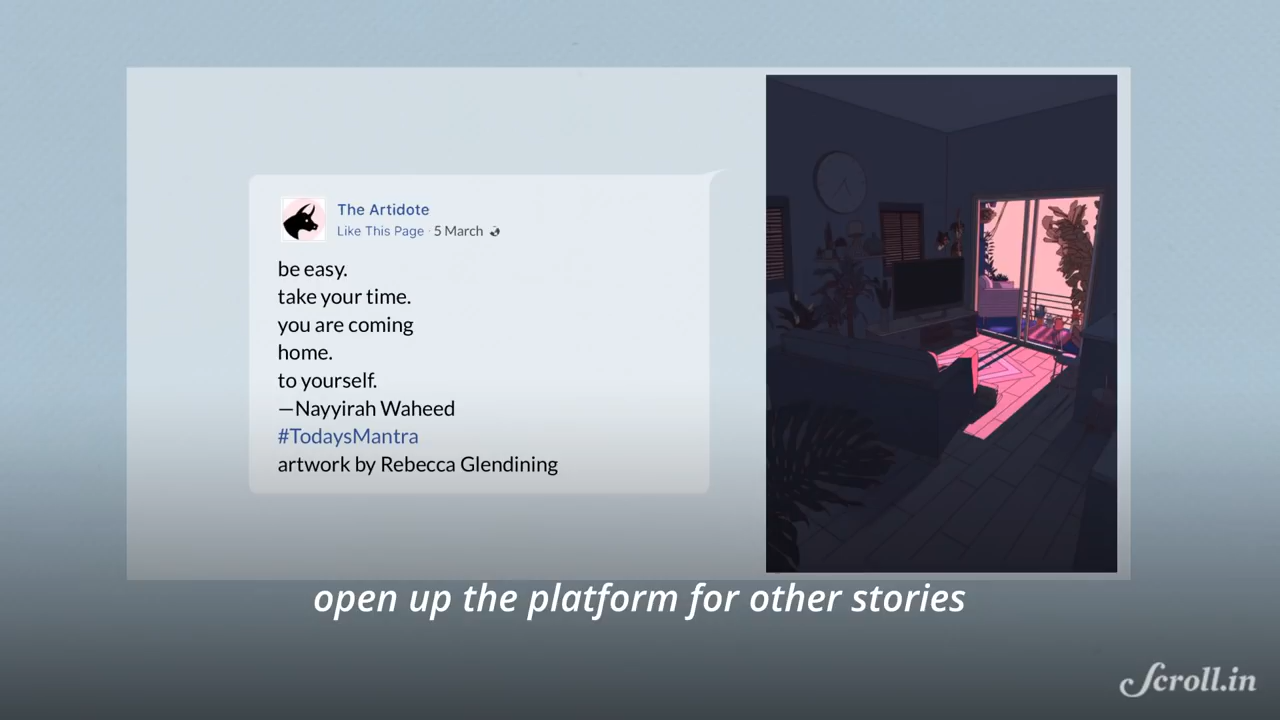 The Artidote
Like This Page · 5 March
be easy.
take your time.
you are coming
home.
to yourself.
—Nayyirah Waheed
#TodaysMantra
artwork by Rebecca Glendining
open up the platform for other stories
Scroll.in